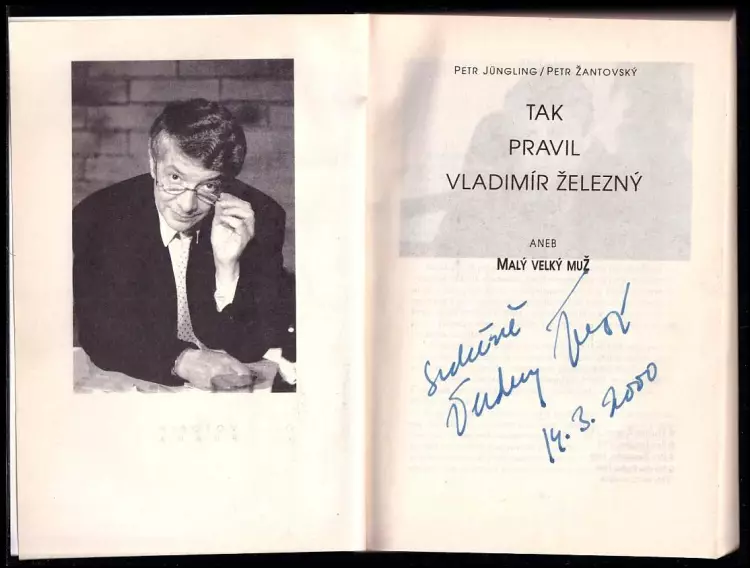 PETR JÜNGLING/PETR ŽANTOVSKÝ
TAK
PRAVIL
VLADIMÍR ŽELEZNÝ
ANEB
MALÝ VELKÝ MUŽ
Srdečně
14.3.2000